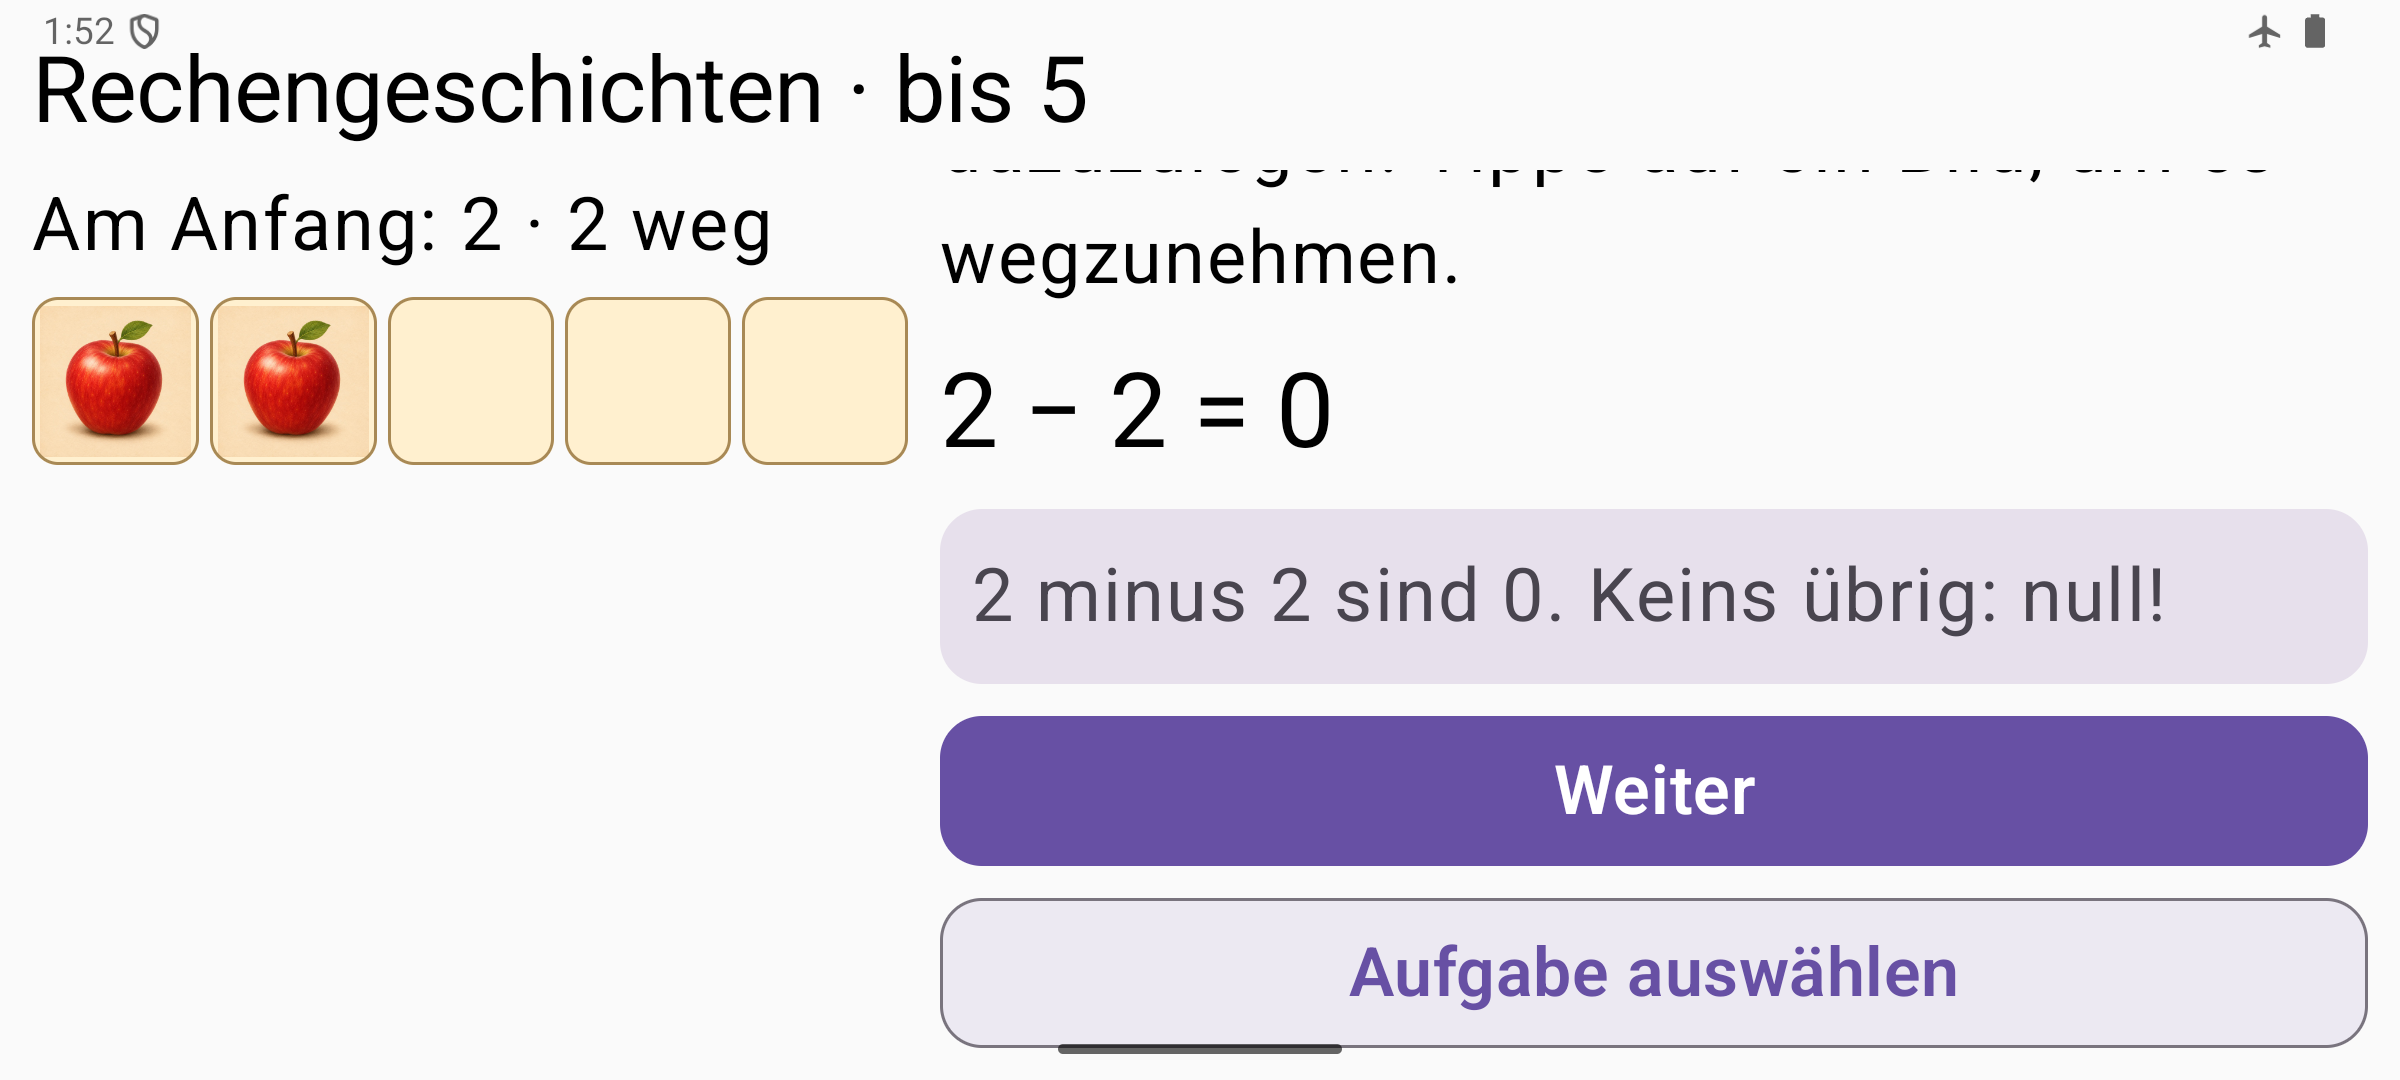 1:52
Rechengeschichten · bis 5
Am Anfang: 2 · 2 weg
wegzunehmen.
2 − 2 = 0
2 minus 2 sind 0. Keins übrig: null!
Weiter
Aufgabe auswählen